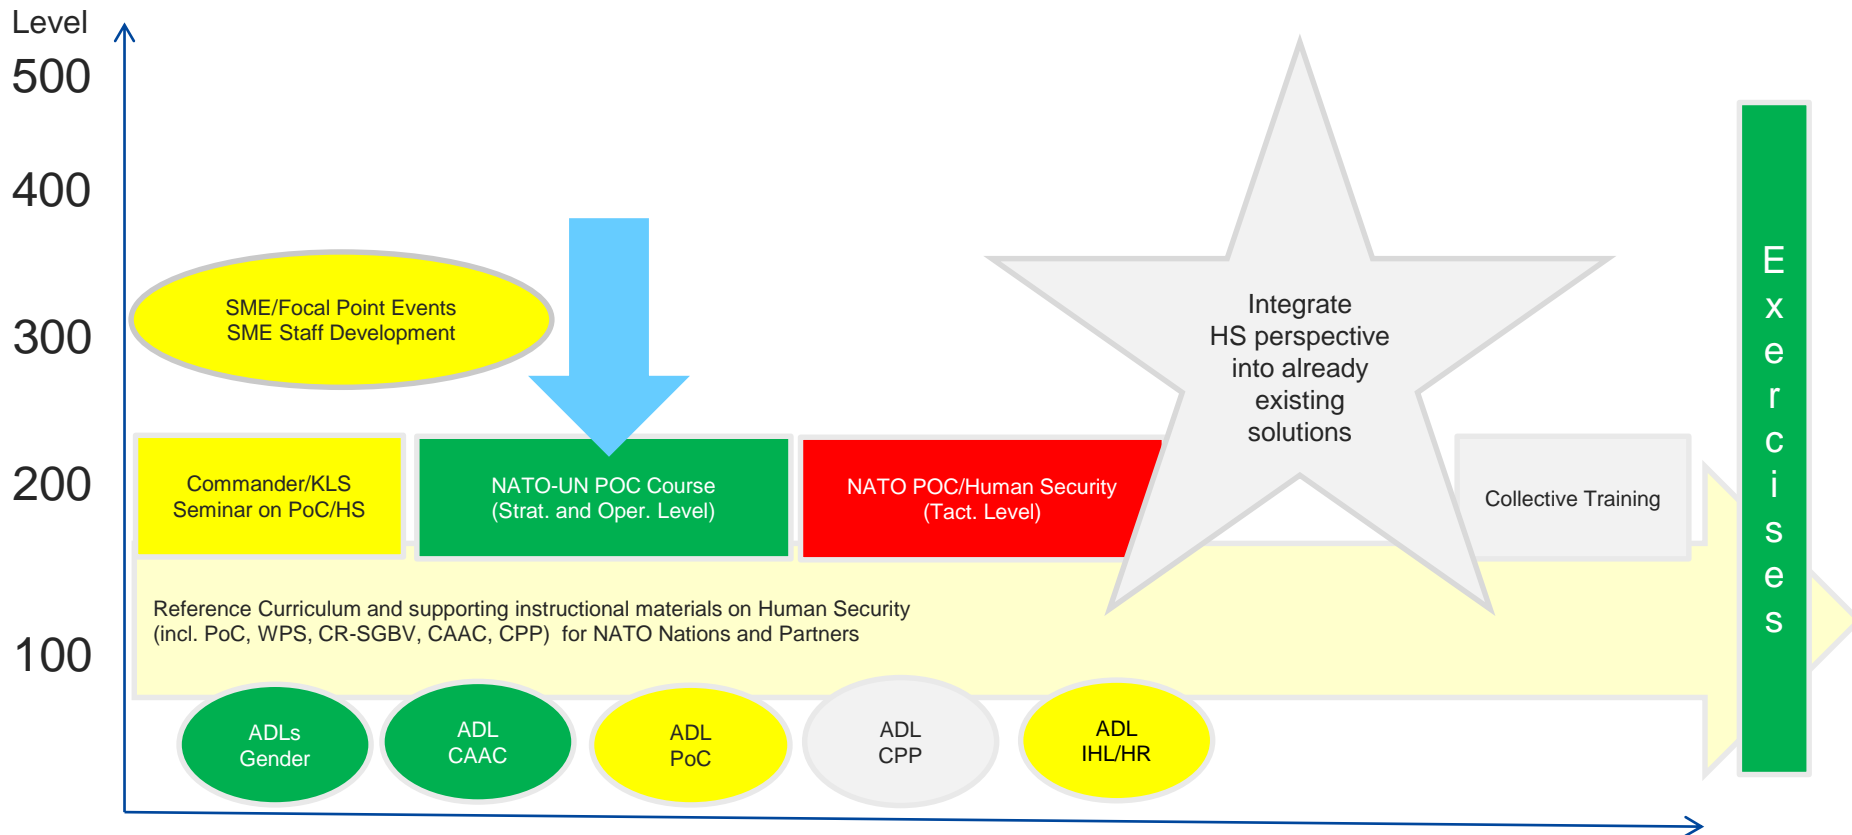 Level
500
400
300
200
100
SME/Focal Point Events
SME Staff Development
Integrate
HS perspective
into already
existing
solutions
Commander/KLS
Seminar on PoC/HS
NATO-UN POC Course
(Strat. and Oper. Level)
NATO POC/Human Security
(Tact. Level)
Collective Training
Exercises
Reference Curriculum and supporting instructional materials on Human Security
(incl. PoC, WPS, CR-SGBV, CAAC, CPP) for NATO Nations and Partners
ADLs
Gender
ADL
CAAC
ADL
PoC
ADL
CPP
ADL
IHL/HR